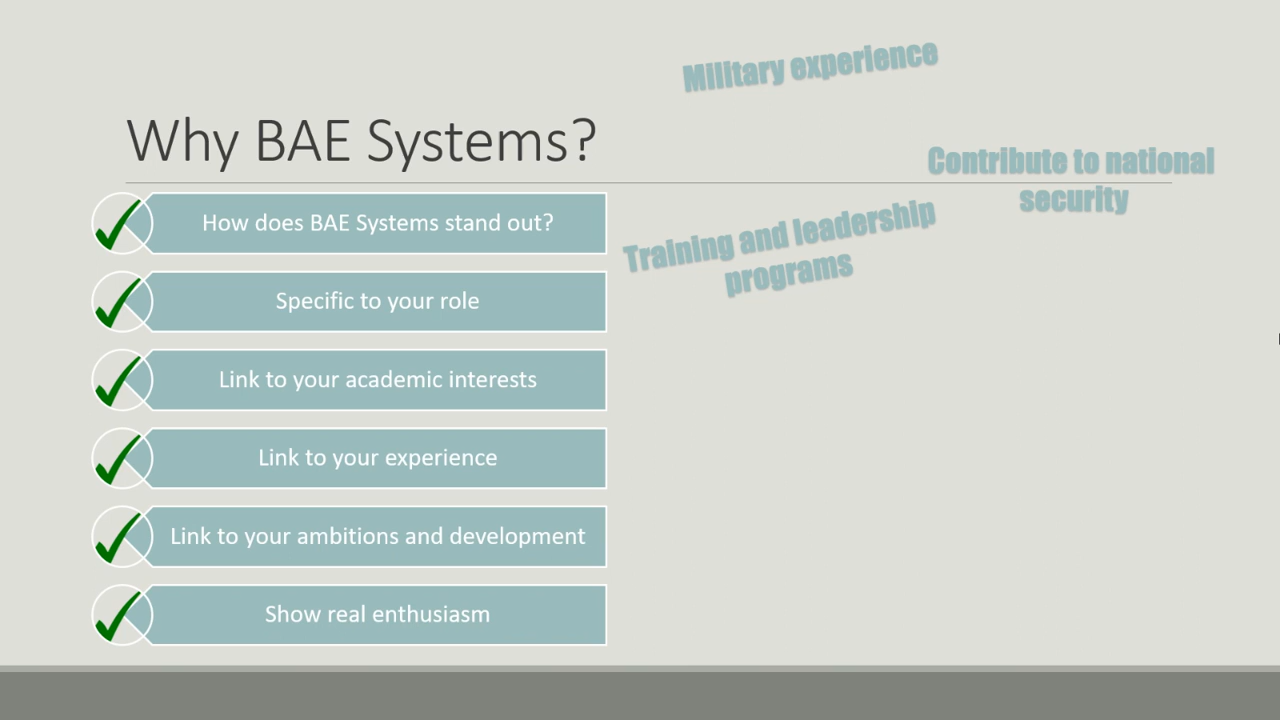 Military experience
Why BAE Systems?
Contribute to national
security
How does BAE Systems stand out?
Training and leadership
programs
Specific to your role
Link to your academic interests
Link to your experience
Link to your ambitions and development
Show real enthusiasm